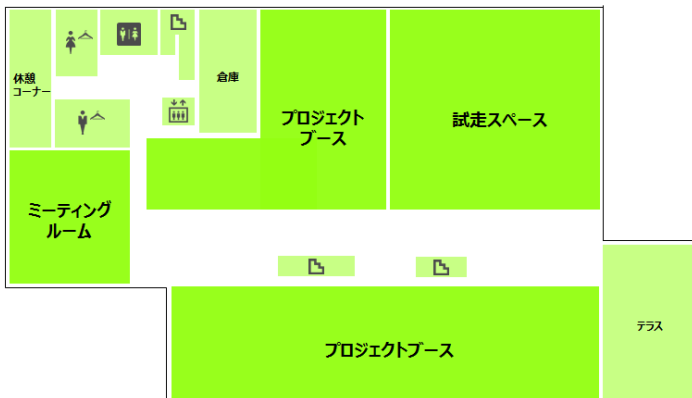 休憩
コーナー
倉庫
プロジェクト
ブース
試走スペース
ミーティング
ルーム
プロジェクトブース
テラス